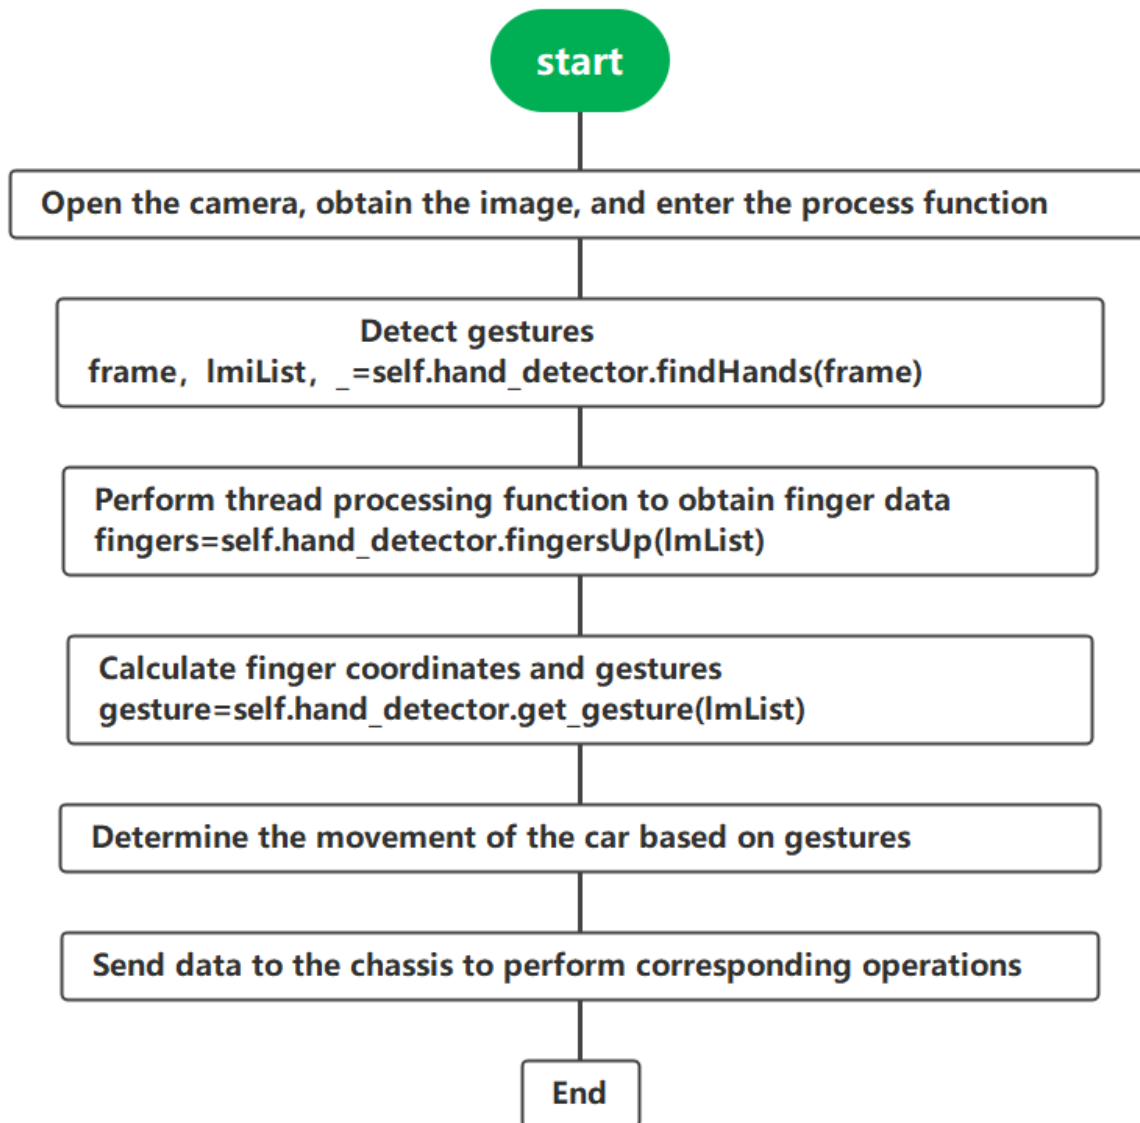 start
Open the camera, obtain the image, and enter the process function
Detect gestures
frame，lmiList，_=self.hand_detector.findHands(frame)
Perform thread processing function to obtain finger data
fingers=self.hand_detector.fingersUp(lmList)
Calculate finger coordinates and gestures
gesture=self.hand_detector.get_gesture(lmList)
Determine the movement of the car based on gestures
Send data to the chassis to perform corresponding operations
End